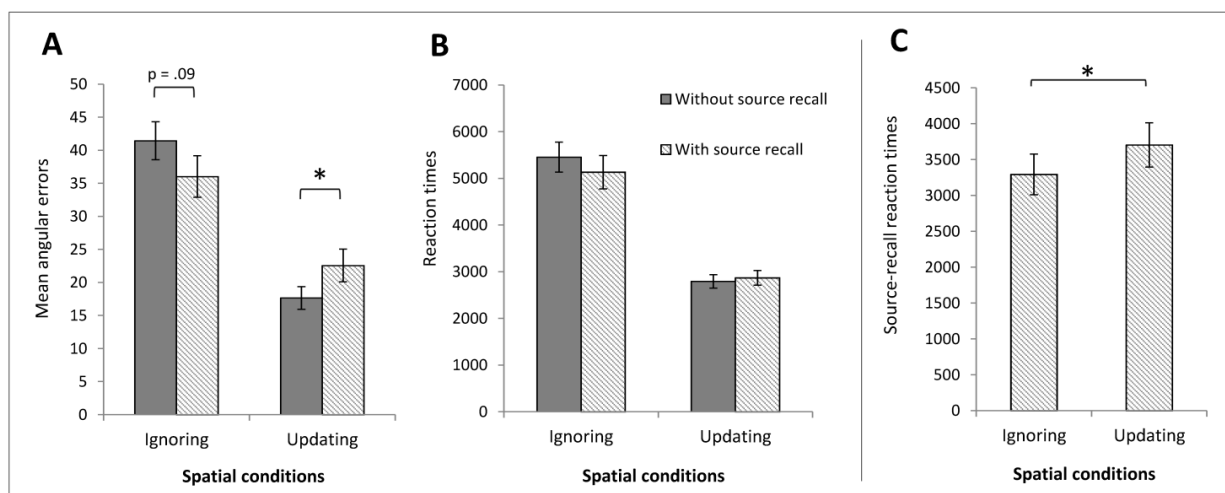 A
p = .09
*
Mean angular errors
50
45
40
35
30
25
20
15
10
5
0
Ignoring
Updating
Spatial conditions
B
Reaction times
7000
6000
5000
4000
3000
2000
1000
0
Without source recall
With source recall
Ignoring
Updating
Spatial conditions
C
*
Source-recall reaction times
4500
4000
3500
3000
2500
2000
1500
1000
500
0
Ignoring
Updating
Spatial conditions